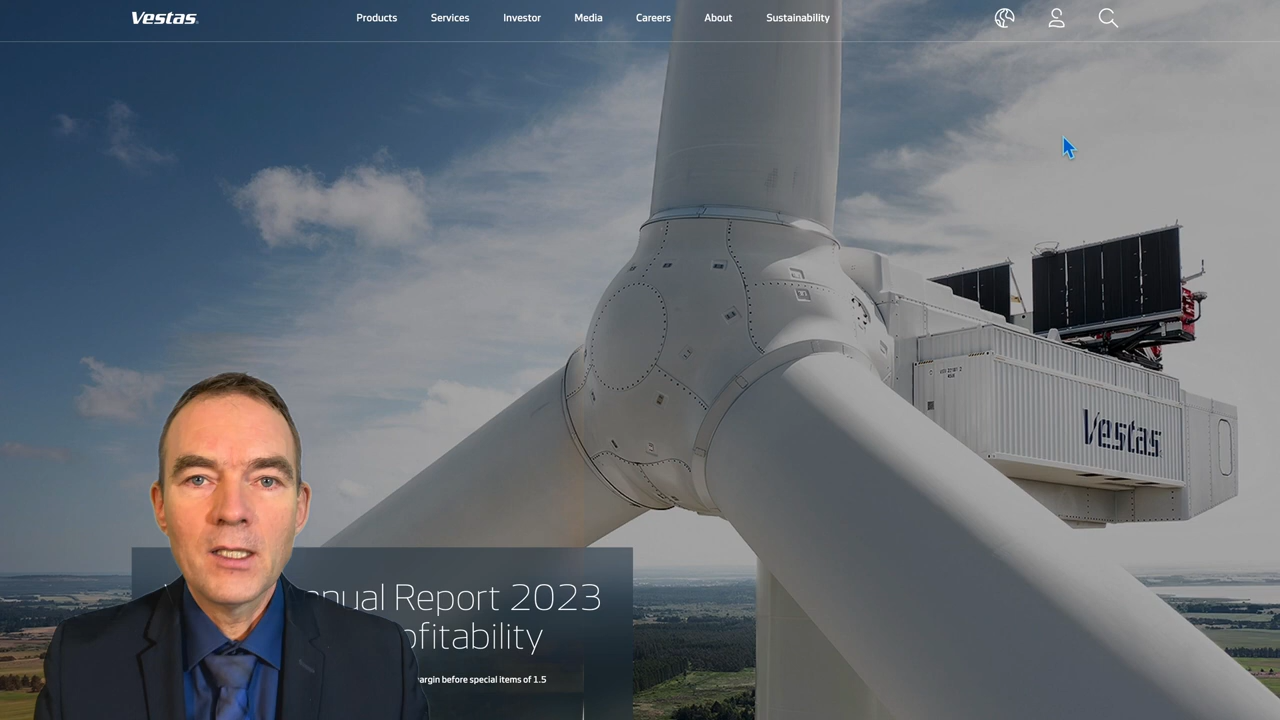 Vestas
Products
Services
Investor
Media
Careers
About
Sustainability
Vestas
nual Report 2023
ofitability
argin before special items of 1.5